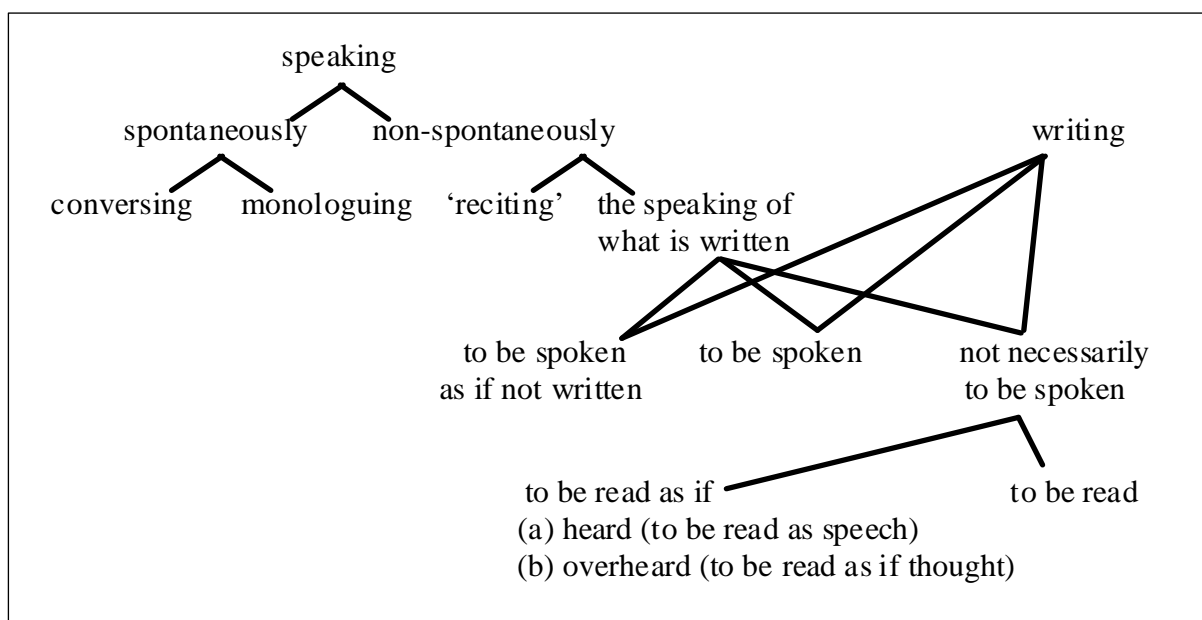 speaking
spontaneously non-spontaneously writing
conversing monologuing ‘reciting’ the speaking of
what is written
to be spoken to be spoken not necessarily
as if not written to be spoken
to be read as if to be read
(a) heard (to be read as speech)
(b) overheard (to be read as if thought)